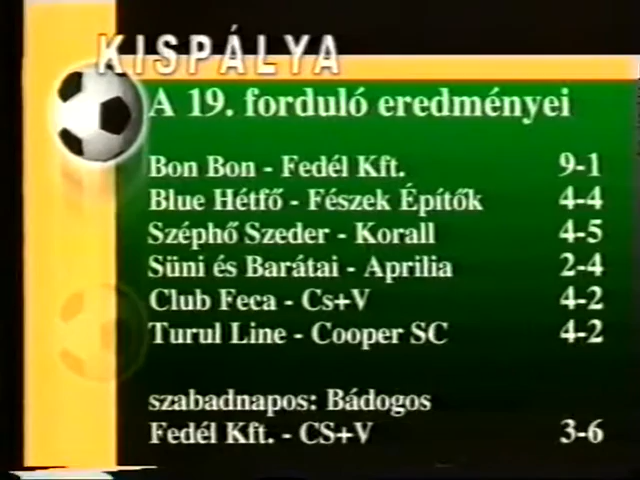 KISPÁLYA
A 19. forduló eredményei
Bon Bon - Fedél Kft. 9-1
Blue Hétfő - Fészek Építők 4-4
Széphő Szeder - Korall 4-5
Süni és Barátai - Aprilia 2-4
Club Feca - Cs+V 4-2
Turul Line - Cooper SC 4-2
szabadnapos: Bádogos
Fedél Kft. - CS+V 3-6